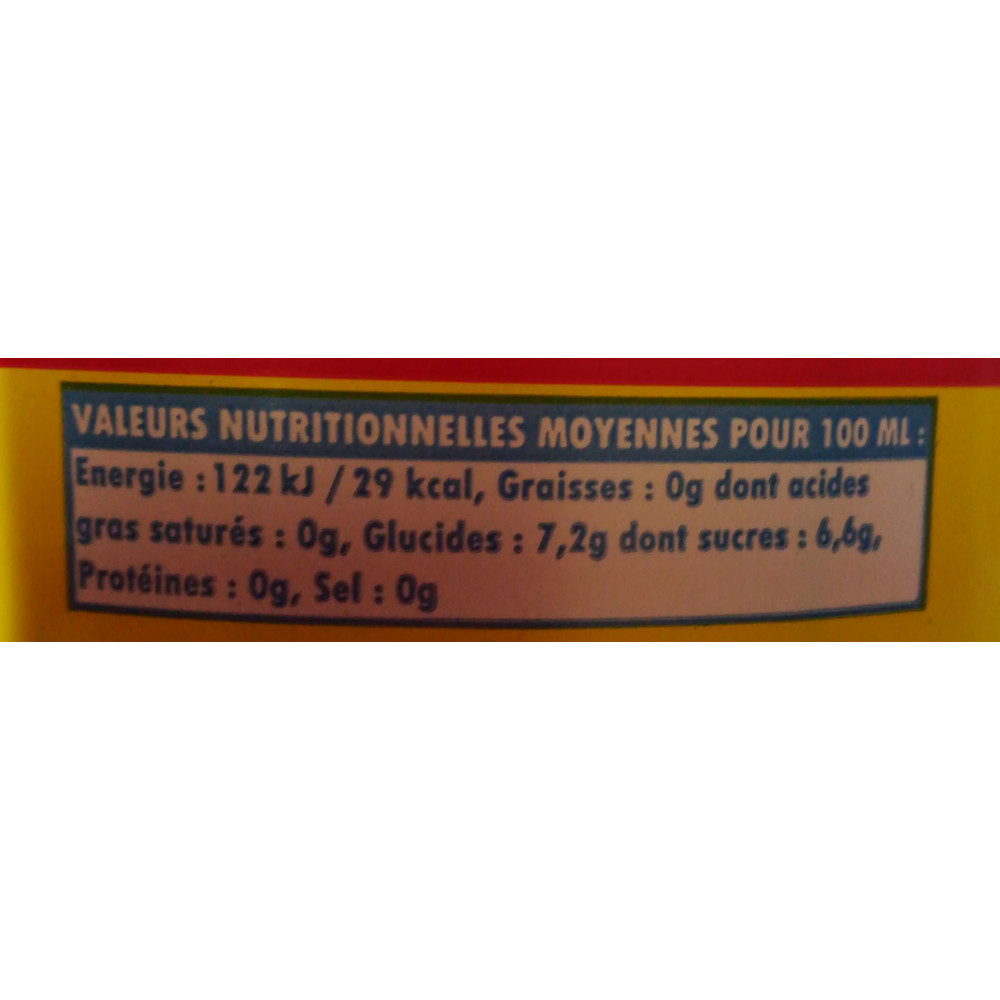 VALEURS NUTRITIONNELLES MOYENNES POUR 100 ML :
Energie : 122 kJ / 29 kcal, Graisses : 0g dont acides
gras saturés : 0g, Glucides : 7,2g dont sucres : 6,6g,
Protéines : 0g, Sel : 0g